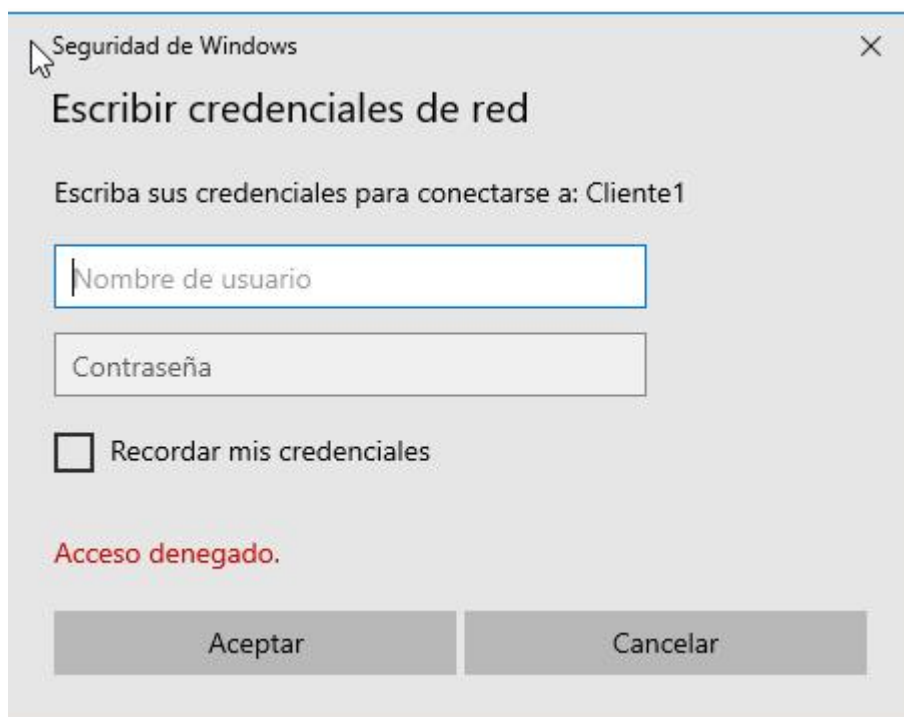 Seguridad de Windows
Escribir credenciales de red
Escriba sus credenciales para conectarse a: Cliente1
Nombre de usuario
Contraseña
Recordar mis credenciales
Acceso denegado.
Aceptar
Cancelar